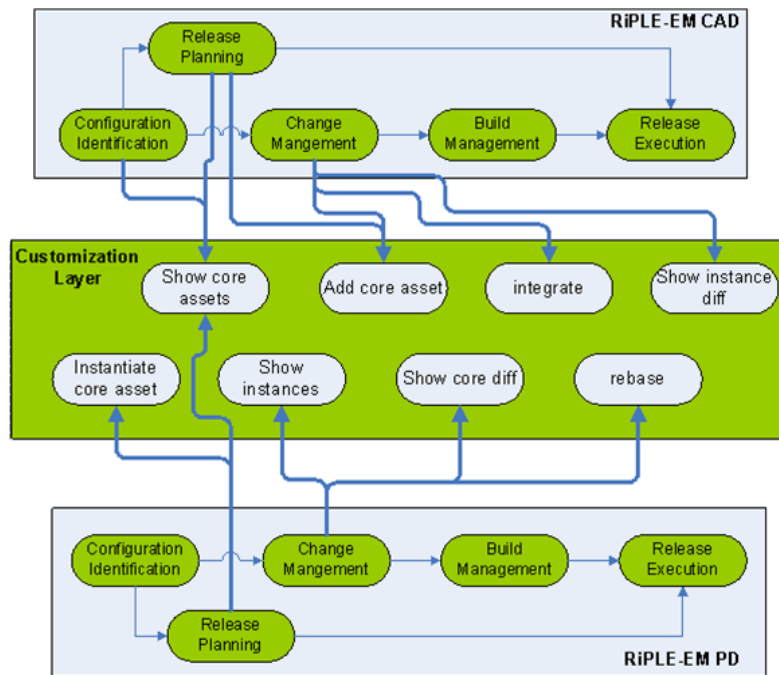 RiPLE-EM CAD
Release
Planning
Configuration
Identification
Change
Mangement
Build
Management
Release
Execution
Customization
Layer
Show core
assets
Add core asset
integrate
Show instance
diff
Instantiate
core asset
Show
instances
Show core diff
rebase
Configuration
Identification
Change
Mangement
Build
Management
Release
Execution
Release
Planning
RiPLE-EM PD